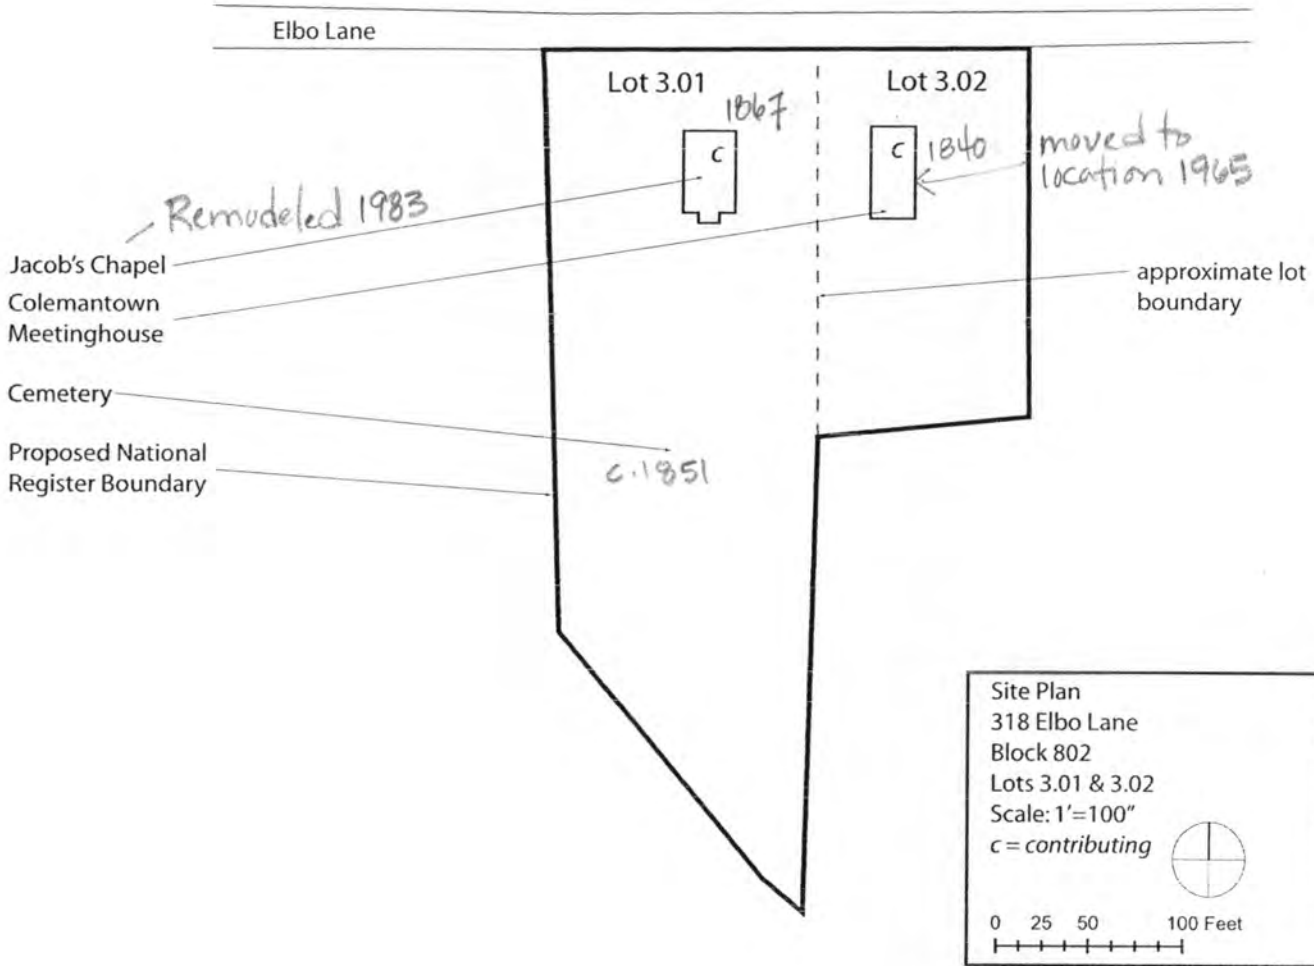 Elbo Lane
Lot 3.01
Lot 3.02
1867
c
c
1840
moved to
location 1965
Remodeled 1983
Jacob's Chapel
Colemantown
Meetinghouse
approximate lot
boundary
Cemetery
c.1851
Proposed National
Register Boundary
Site Plan
318 Elbo Lane
Block 802
Lots 3.01 & 3.02
Scale: 1'=100"
c = contributing
0 25 50 100 Feet